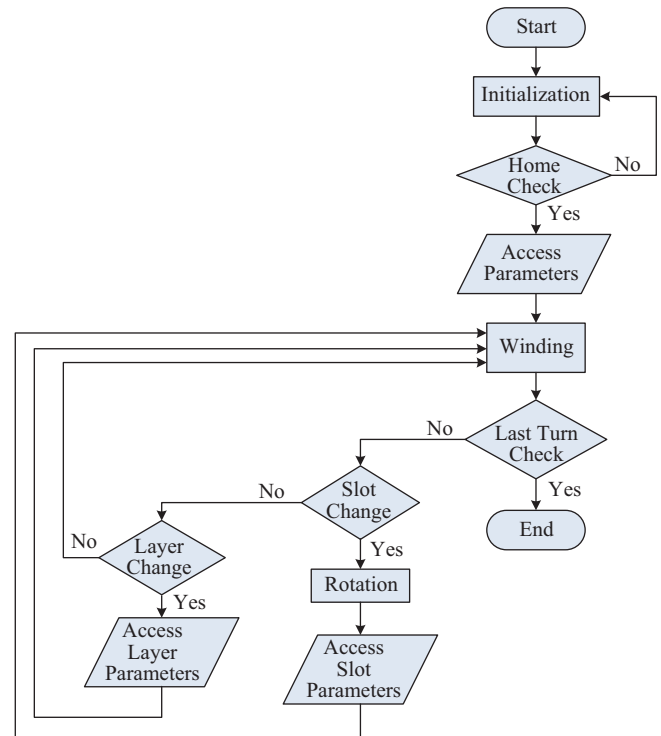 Start
Initialization
Home
Check
No
Yes
Access
Parameters
Winding
Last Turn
Check
No
Yes
End
Slot
Change
No
Yes
Rotation
Access
Slot
Parameters
Layer
Change
No
Yes
Access
Layer
Parameters